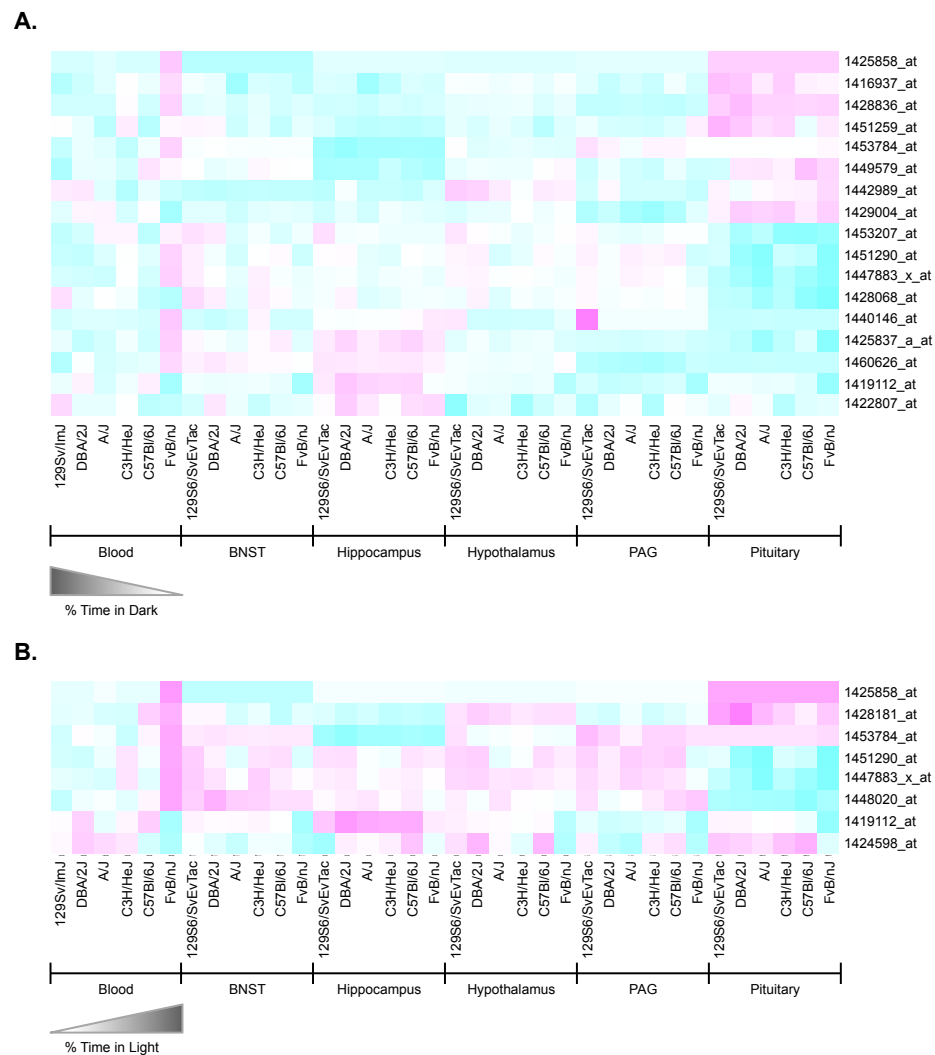 A.
1425858_at
1416937_at
1428836_at
1451259_at
1453784_at
1449579_at
1442989_at
1429004_at
1453207_at
1451290_at
1447883_x_at
1428068_at
1440146_at
1425837_a_at
1460626_at
1419112_at
1422807_at
129Sv/ImJ
DBA/2J
A/J
C3H/HeJ
C57Bl/6J
FvB/nJ
129S6/SvEvTac
DBA/2J
A/J
C3H/HeJ
C57Bl/6J
FvB/nJ
129S6/SvEvTac
DBA/2J
A/J
C3H/HeJ
C57Bl/6J
FvB/nJ
129S6/SvEvTac
DBA/2J
A/J
C3H/HeJ
C57Bl/6J
FvB/nJ
129S6/SvEvTac
DBA/2J
A/J
C3H/HeJ
C57Bl/6J
FvB/nJ
129S6/SvEvTac
DBA/2J
A/J
C3H/HeJ
C57Bl/6J
FvB/nJ
Blood BNST Hippocampus Hypothalamus PAG Pituitary
% Time in Dark
B.
1425858_at
1428181_at
1453784_at
1451290_at
1447883_x_at
1448020_at
1419112_at
1424598_at
129Sv/ImJ
DBA/2J
A/J
C3H/HeJ
C57Bl/6J
FvB/nJ
129S6/SvEvTac
DBA/2J
A/J
C3H/HeJ
C57Bl/6J
FvB/nJ
129S6/SvEvTac
DBA/2J
A/J
C3H/HeJ
C57Bl/6J
FvB/nJ
129S6/SvEvTac
DBA/2J
A/J
C3H/HeJ
C57Bl/6J
FvB/nJ
129S6/SvEvTac
DBA/2J
A/J
C3H/HeJ
C57Bl/6J
FvB/nJ
129S6/SvEvTac
DBA/2J
A/J
C3H/HeJ
C57Bl/6J
FvB/nJ
Blood BNST Hippocampus Hypothalamus PAG Pituitary
% Time in Light